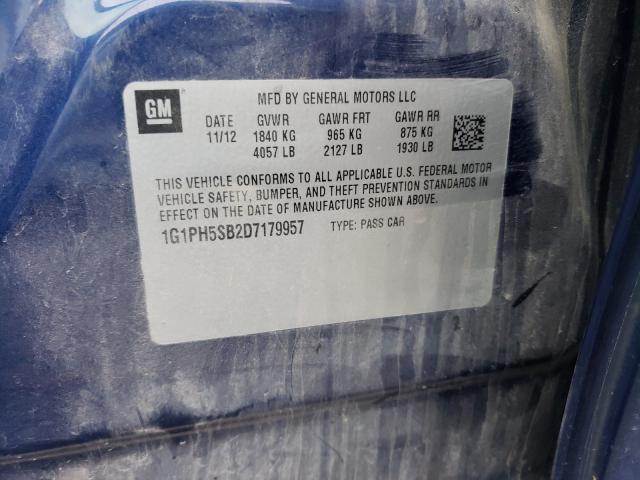 GM
MFD BY GENERAL MOTORS LLC
DATE GVWR GAWR FRT GAWR RR
11/12 1840 KG 965 KG 875 KG
4057 LB 2127 LB 1930 LB
THIS VEHICLE CONFORMS TO ALL APPLICABLE U.S. FEDERAL MOTOR
VEHICLE SAFETY, BUMPER, AND THEFT PREVENTION STANDARDS IN
EFFECT ON THE DATE OF MANUFACTURE SHOWN ABOVE.
1G1PH5SB2D7179957 TYPE: PASS CAR